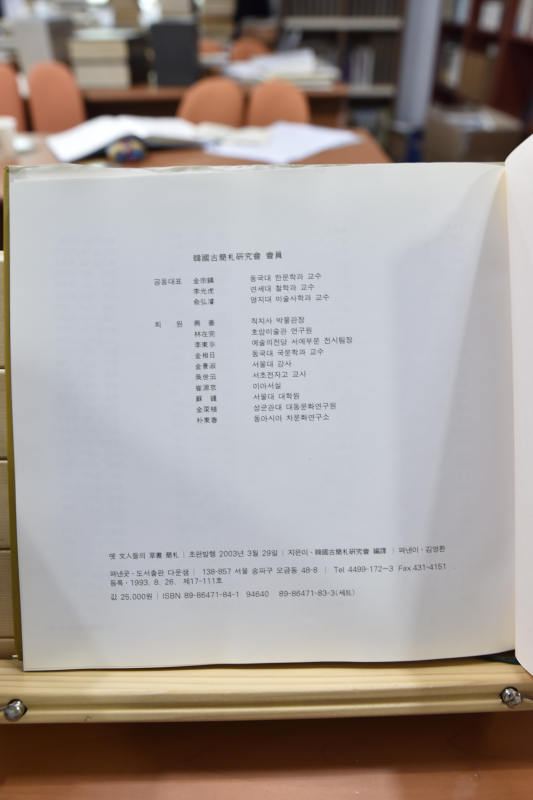 韓國古簡札硏究會 會員
공동대표 金宗鎭 동국대 한문학과 교수
李光虎 연세대 철학과 교수
兪弘濬 명지대 미술사학과 교수
회 원 興善 직지사 박물관장
林在完 호암미술관 연구원
李東 예술의전당 서예부문 전시팀장
金相日 동국대 국문학과 교수
金景淑 서울대 강사
吳世云 서초전자고 교사
崔源京 이아서실
蘇 서울대 대학원
金榮植 성균관대 대동문화연구원
朴東春 동아시아 차문화연구소
옛 文人들의 草書 簡札 | 초판발행 2003년 3월 29일 | 지은이·韓國古簡札硏究會 編譯 | 펴낸이·김영환
펴낸곳·도서출판 다운샘 | 138-857 서울 송파구 오금동 48-8 | Tel 4499-172~3 Fax 431-4151
등록·1993. 8. 26. 제17-111호
값 25,000원 | ISBN 89-86471-84-1 94640 89-86471-83-3(세트)